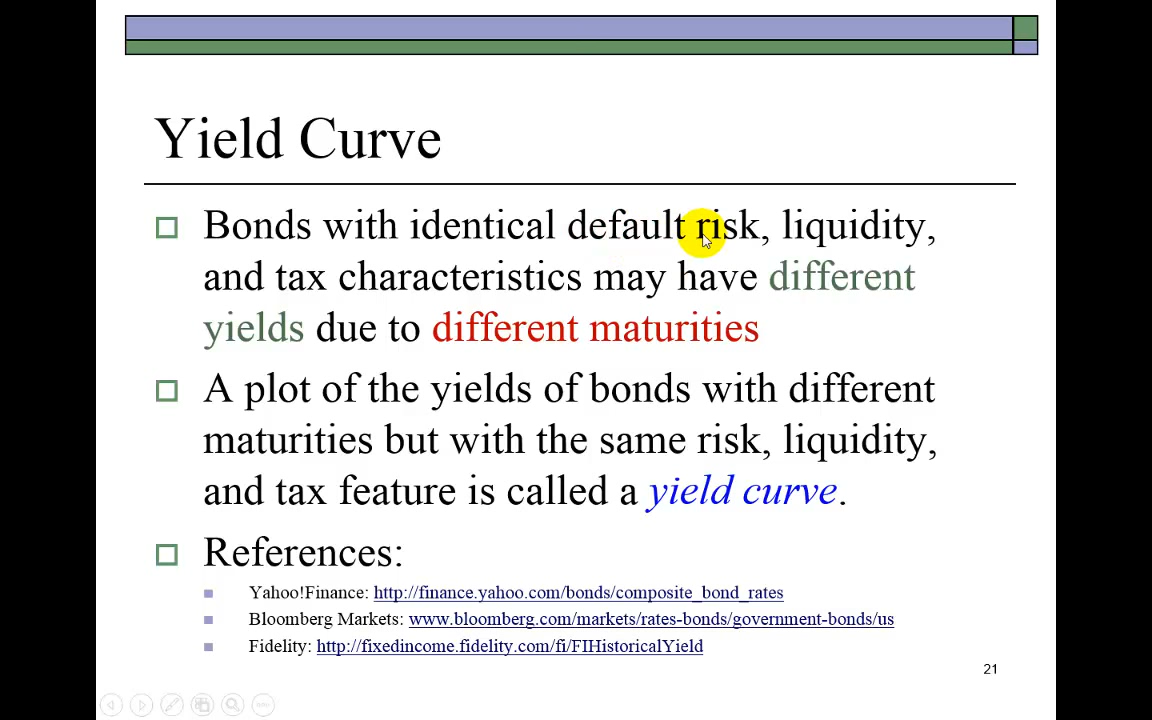 Yield Curve
Bonds with identical default risk, liquidity,
and tax characteristics may have different
yields due to different maturities
A plot of the yields of bonds with different
maturities but with the same risk, liquidity,
and tax feature is called a yield curve.
References:
Yahoo!Finance: http://finance.yahoo.com/bonds/composite_bond_rates
Bloomberg Markets: www.bloomberg.com/markets/rates-bonds/government-bonds/us
Fidelity: http://fixedincome.fidelity.com/fi/FIHistoricalYield
21